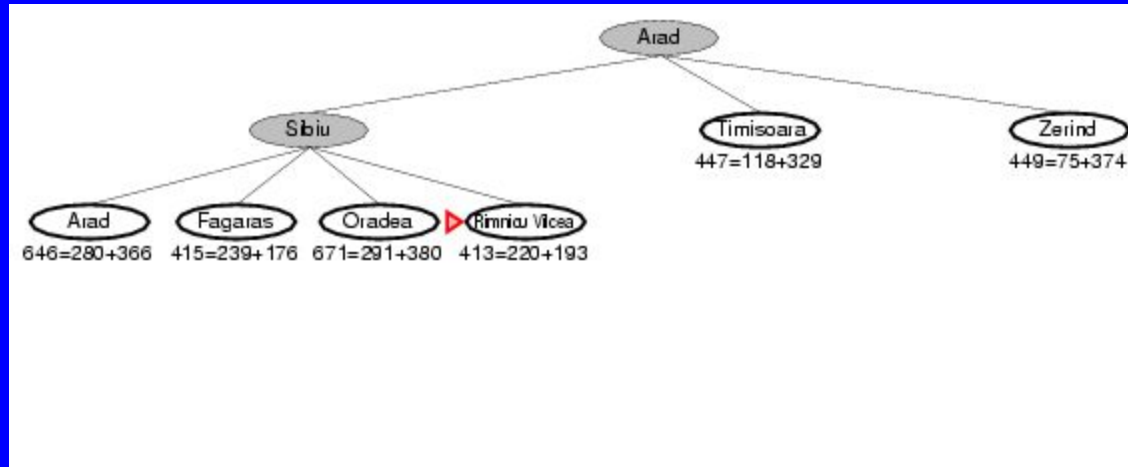 Arad
Sibiu
Timisoara
Zerind
447=118+329
449=75+374
Arad
Fagaras
Oradea
Rimnicu Vilcea
646=280+366
415=239+176
671=291+380
413=220+193